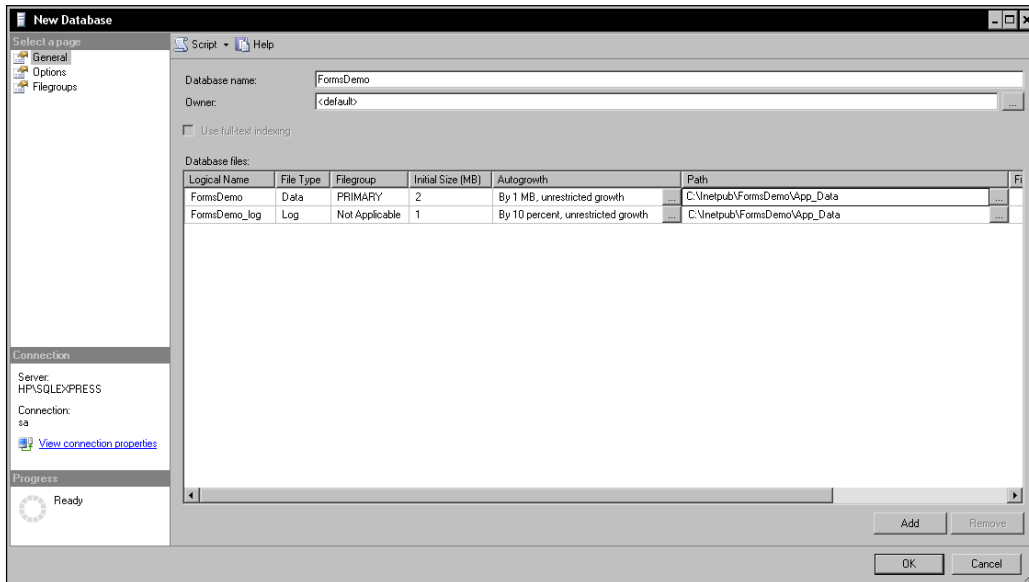 New Database
Select a page
General
Options
Filegroups
Script Help
Database name: FormsDemo
Owner: <default> ...
Use full-text indexing
Database files:
Logical Name File Type Filegroup Initial Size (MB) Autogrowth Path Fi
FormsDemo Data PRIMARY 2 By 1 MB, unrestricted growth ... C:\Inetpub\FormsDemo\App_Data ...
FormsDemo_log Log Not Applicable 1 By 10 percent, unrestricted growth ... C:\Inetpub\FormsDemo\App_Data ...
Connection
Server:
HP\SQLEXPRESS
Connection:
sa
View connection properties
Progress
Ready
Add Remove
OK Cancel